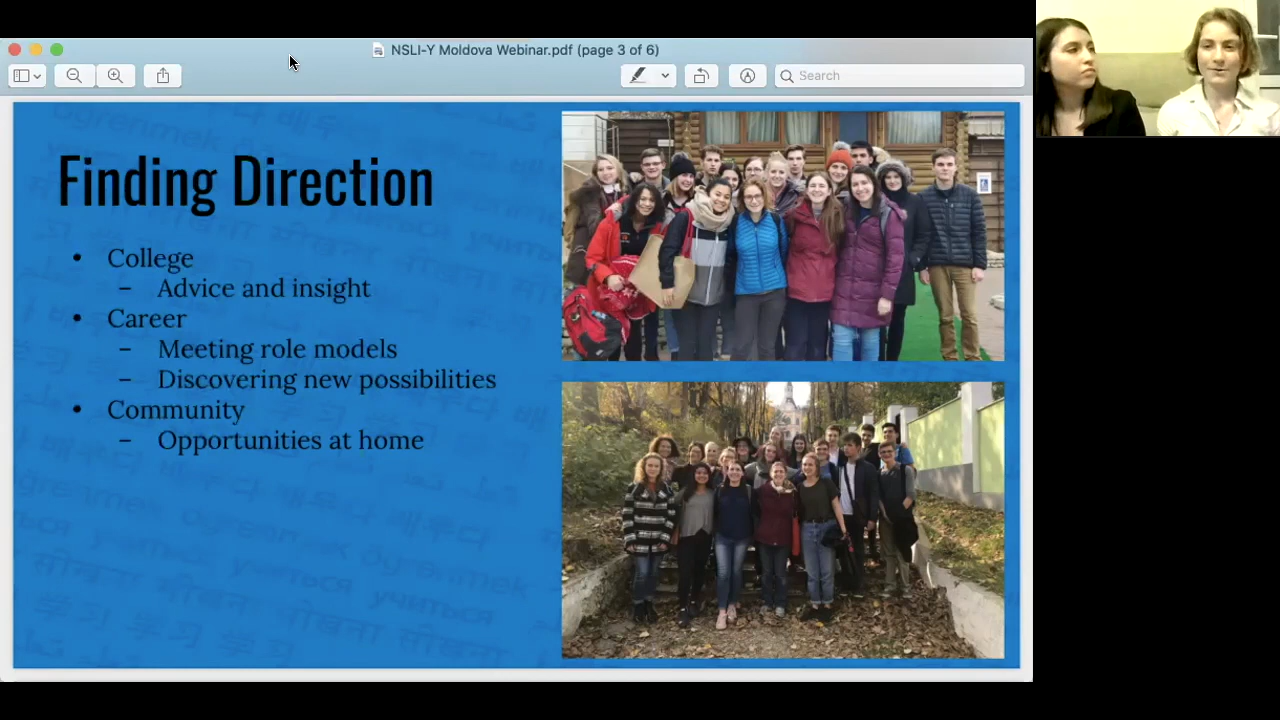 NSLI-Y Moldova Webinar.pdf (page 3 of 6)
Search
Finding Direction
• College
– Advice and insight
• Career
– Meeting role models
– Discovering new possibilities
• Community
– Opportunities at home